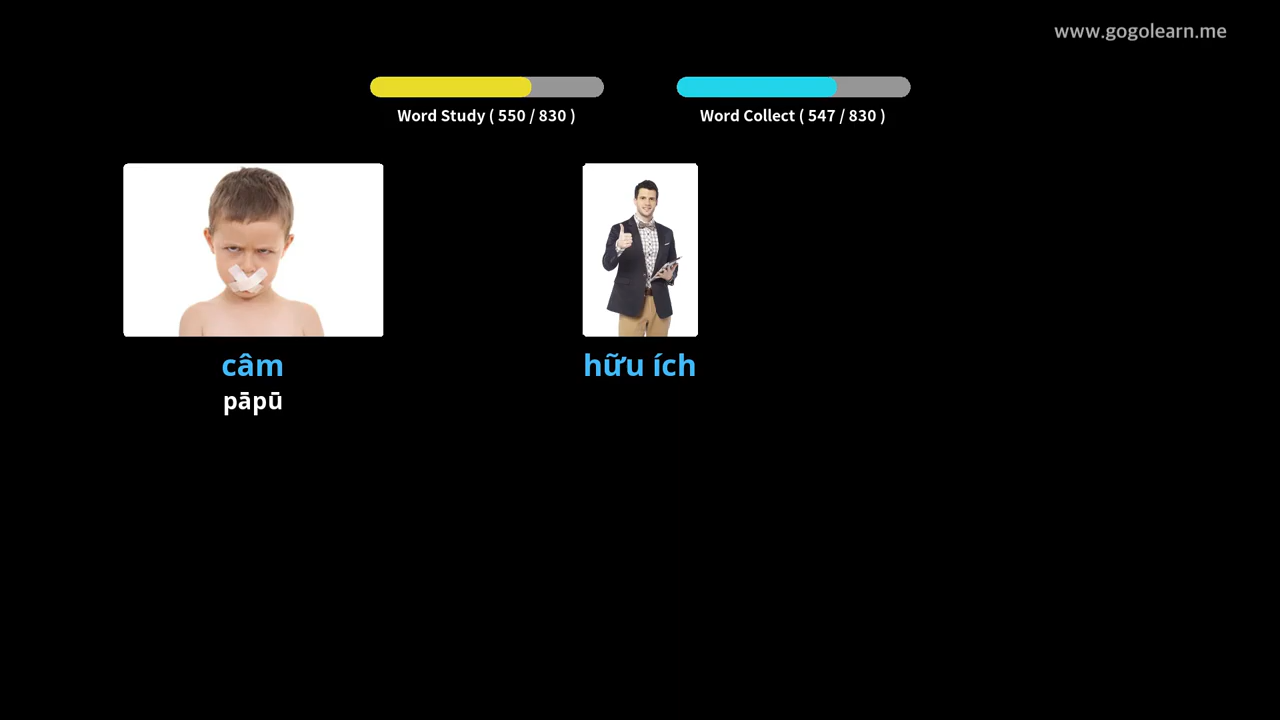 www.gogolearn.me
Word Study ( 550 / 830 )
Word Collect ( 547 / 830 )
câm
pāpū
hữu ích